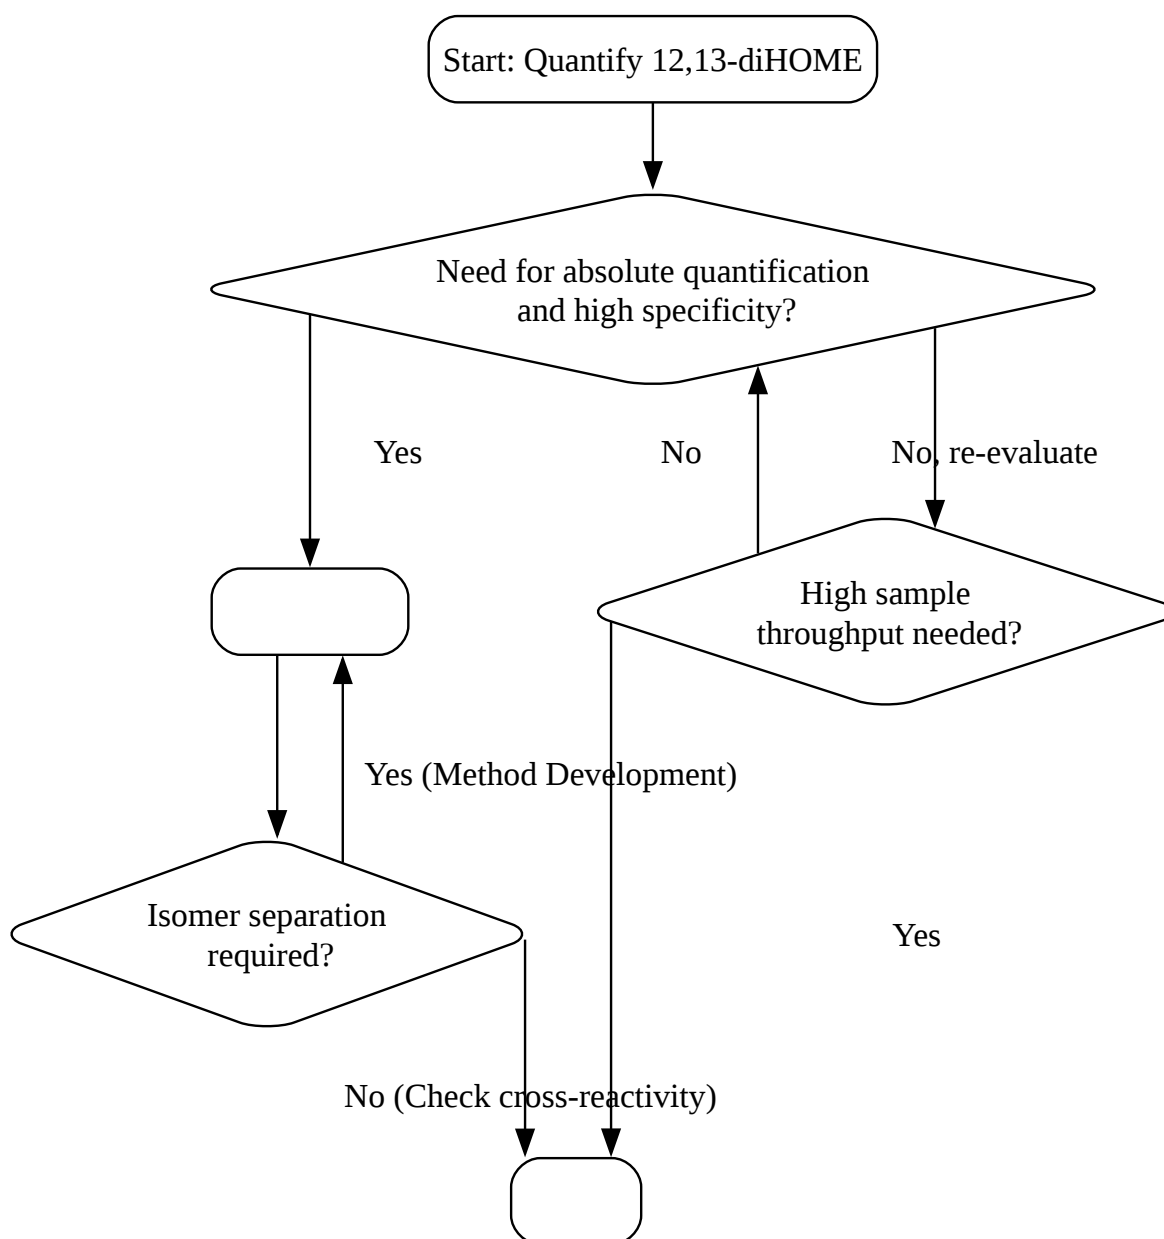 Start: Quantify 12,13-diHOME
Need for absolute quantification
and high specificity?
Yes
No
No, re-evaluate
High sample
throughput needed?
Yes (Method Development)
Isomer separation
required?
Yes
No (Check cross-reactivity)